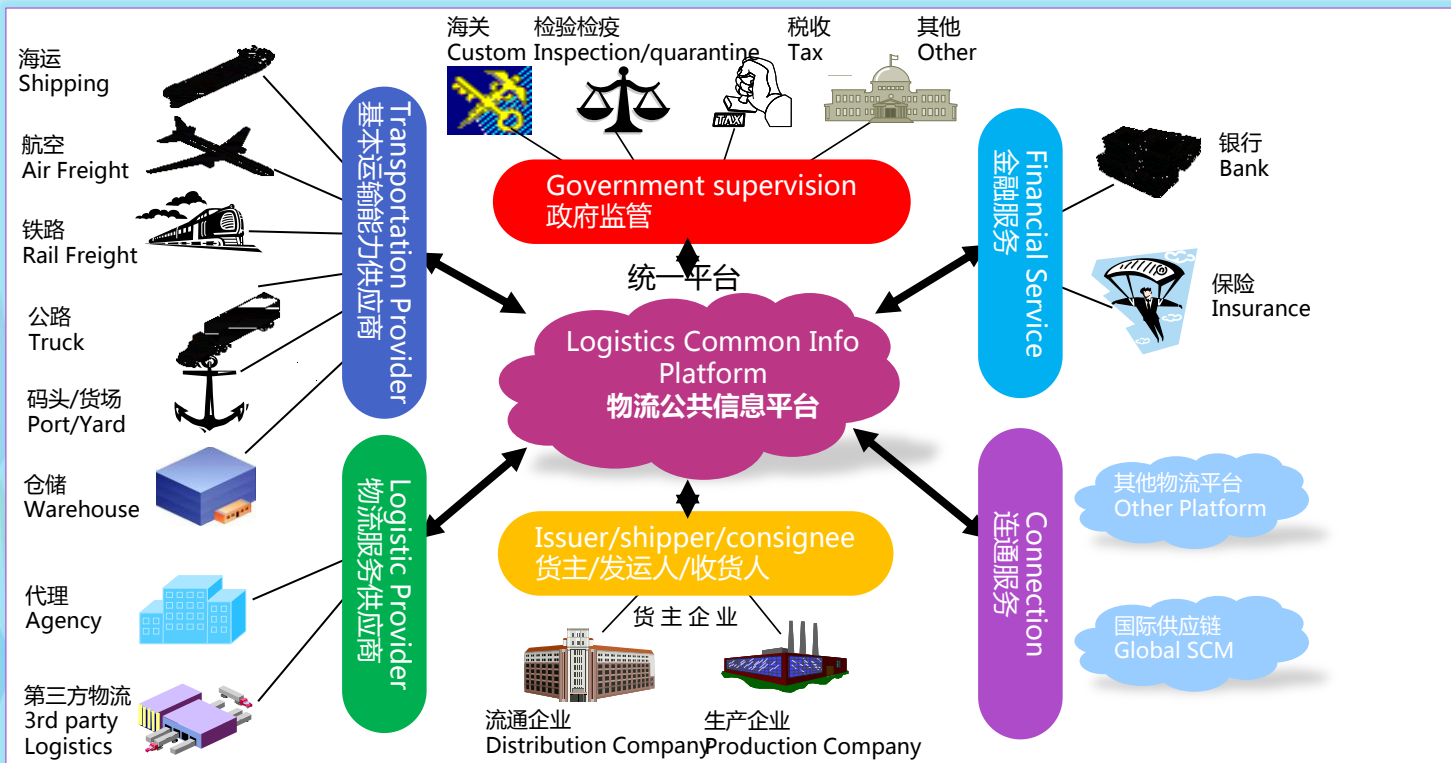 海关
Custom
检验检疫
Inspection/quarantine
税收
Tax
其他
Other
TAX
海运
Shipping
航空
Air Freight
铁路
Rail Freight
公路
Truck
码头/货场
Port/Yard
仓储
Warehouse
代理
Agency
第三方物流
3rd party
Logistics
Transportation Provider
基本运输能力供应商
Logistic Provider
物流服务供应商
Government supervision
政府监管
统一平台
Logistics Common Info
Platform
物流公共信息平台
Issuer/shipper/consignee
货主/发运人/收货人
货 主 企 业
流通企业
Distribution Company
生产企业
Production Company
Financial Service
金融服务
银行
Bank
保险
Insurance
Connection
连通服务
其他物流平台
Other Platform
国际供应链
Global SCM